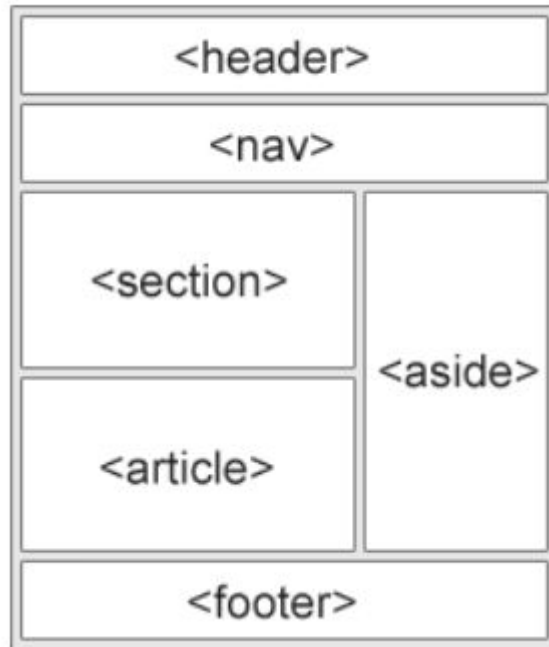 <header>
<nav>
<section>
<aside>
<article>
<footer>